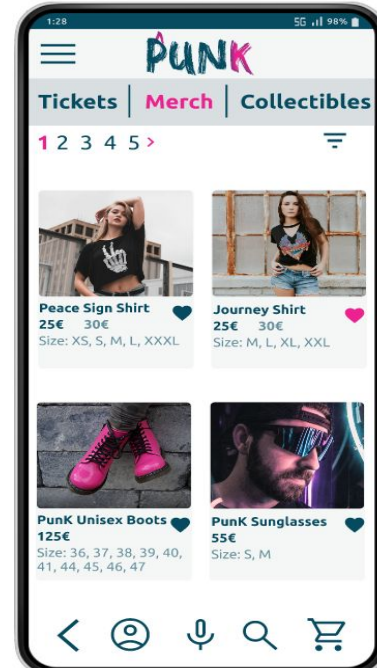 1:28 5G 98%
PUNK
Tickets | Merch | Collectibles
1 2 3 4 5 >
Peace Sign Shirt
25€ 30€
Size: XS, S, M, L, XXXL
Journey Shirt
25€ 30€
Size: M, L, XL, XXL
PunK Unisex Boots
125€
Size: 36, 37, 38, 39, 40,
41, 44, 45, 46, 47
PunK Sunglasses
55€
Size: S, M